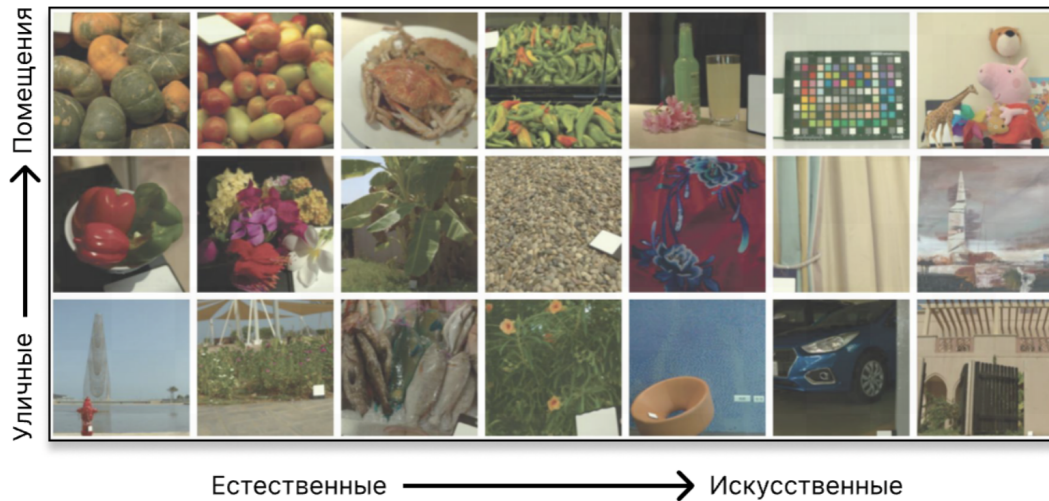 Помещения
Уличные
Естественные
Искусственные